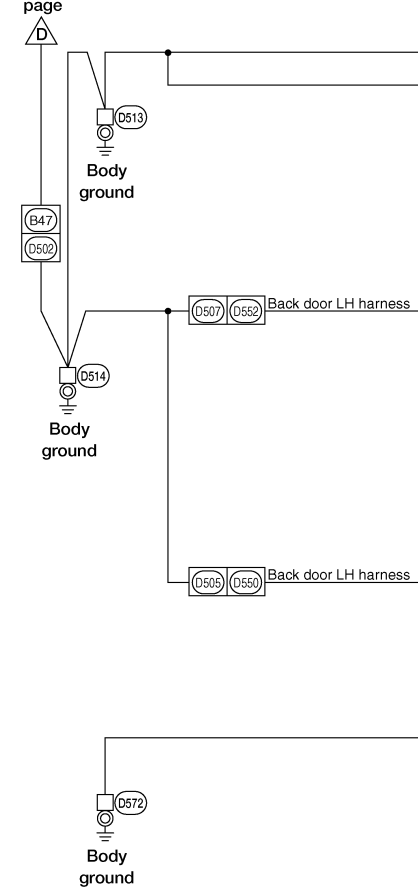 page
D
D513
Body
ground
B47
D502
D507 D552 Back door LH harness
D514
Body
ground
D505 D550 Back door LH harness
D572
Body
ground